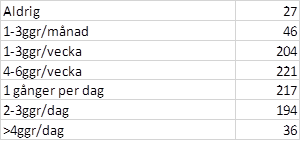 Aldrig 27
1-3ggr/månad 46
1-3ggr/vecka 204
4-6ggr/vecka 221
1 gånger per dag 217
2-3ggr/dag 194
>4ggr/dag 36